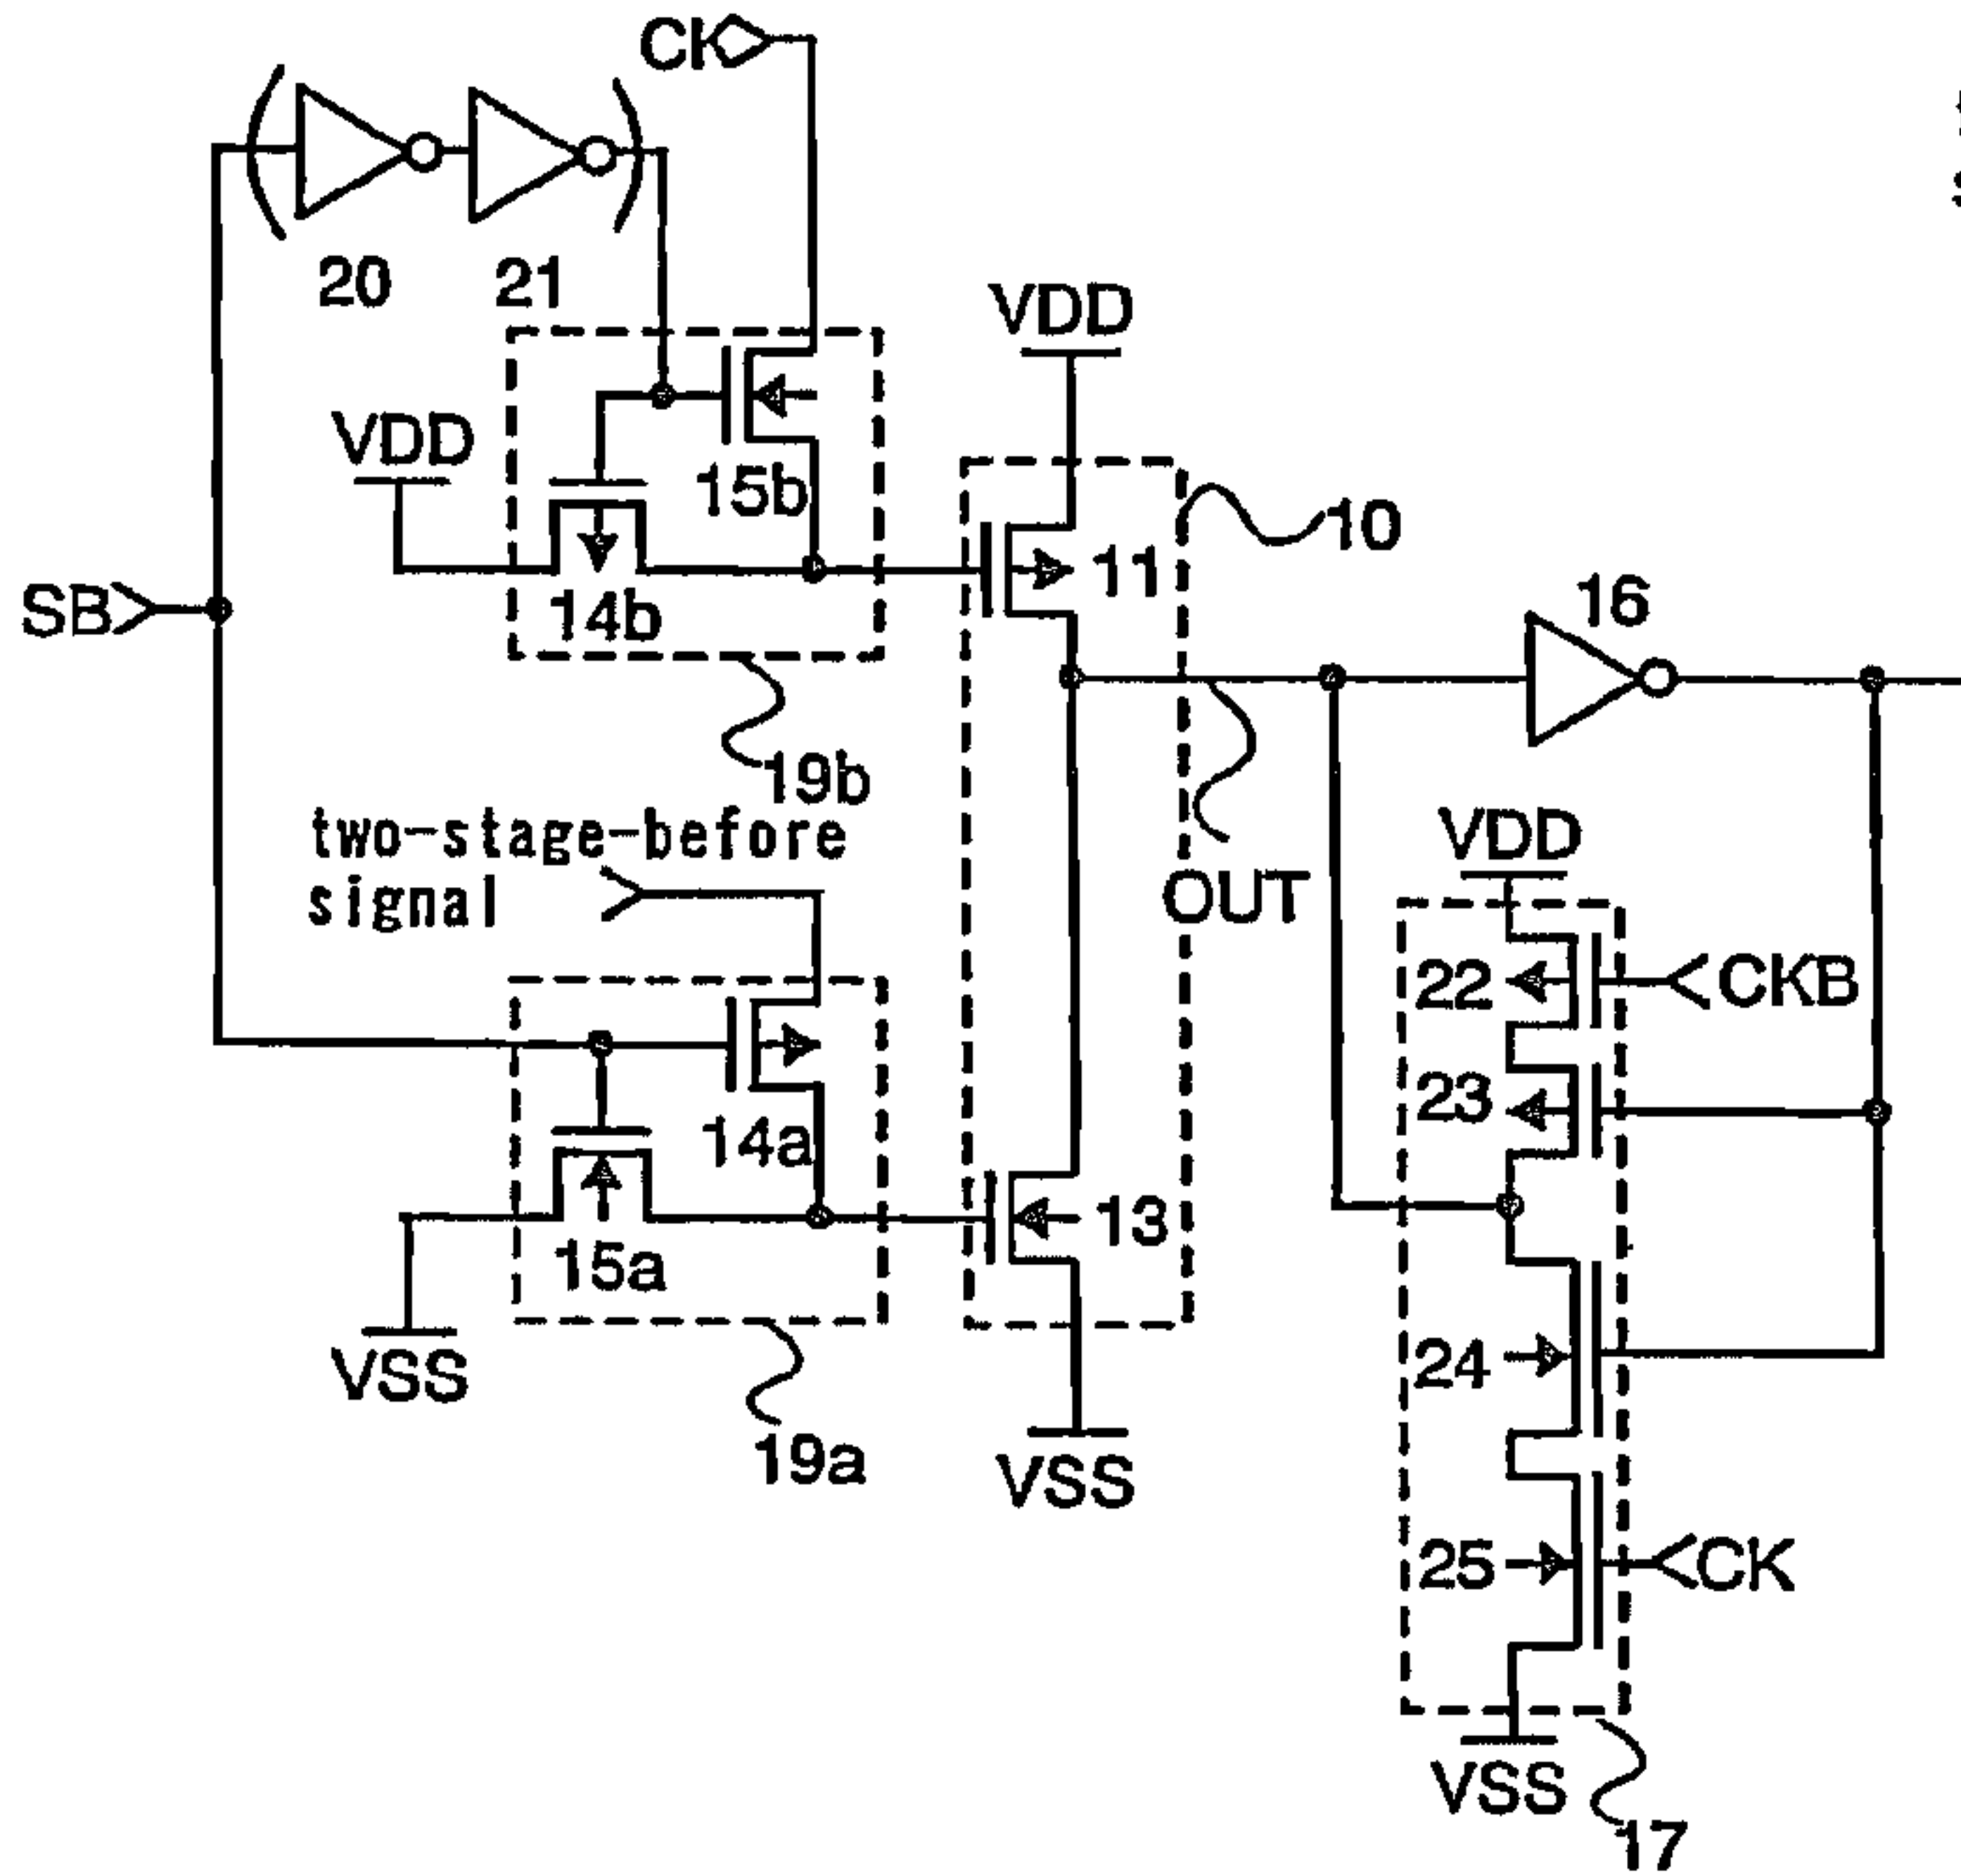 CK
20
21
VDD
VDD
15b
10
11
14b
SB
16
19b
two-stage-before
signal
VDD
OUT
22
CKB
23
14a
13
15a
24
VSS
19a
VSS
25
CK
VSS
17